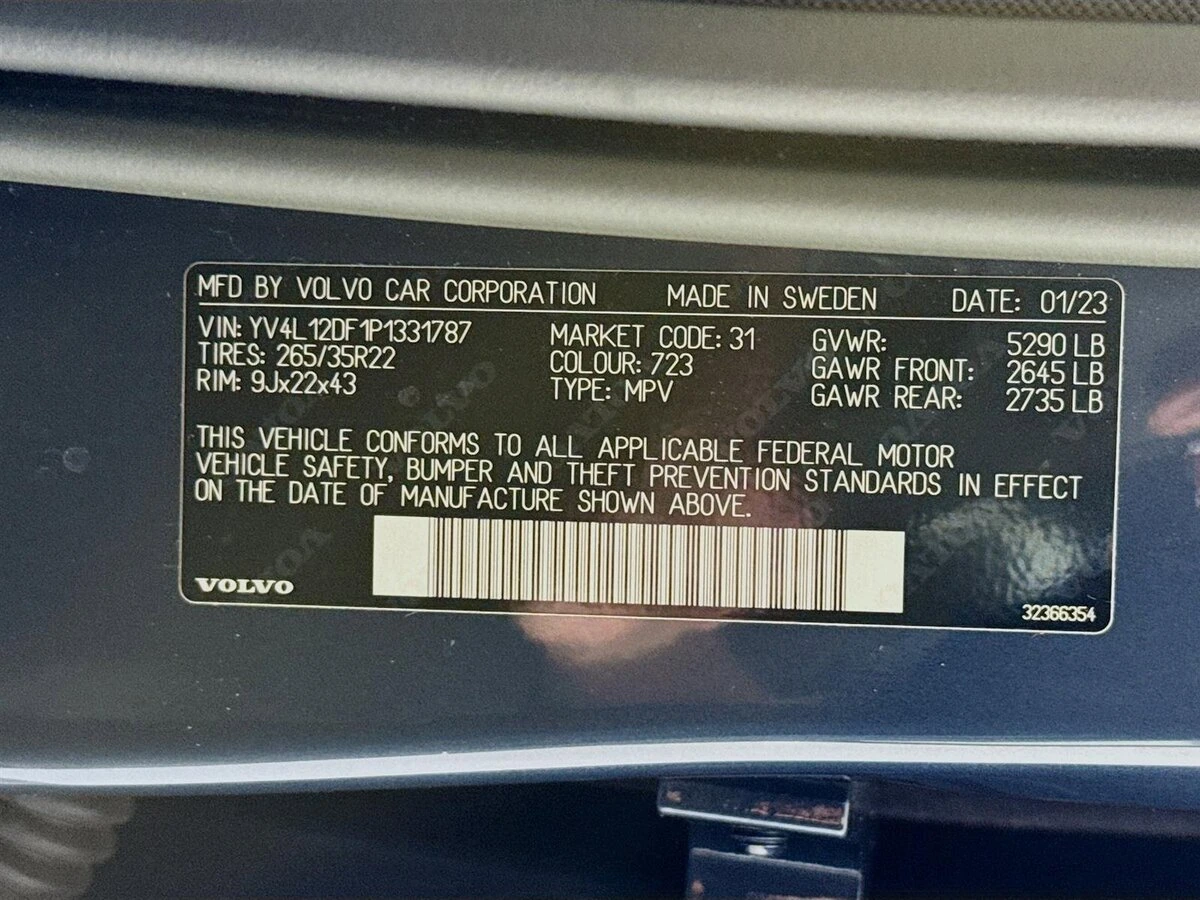 MFD BY VOLVO CAR CORPORATION MADE IN SWEDEN DATE: 01/23
VIN: YV4L12DF1P1331787 MARKET CODE: 31 GVWR: 5290 LB
TIRES: 265/35R22 COLOUR: 723 GAWR FRONT: 2645 LB
RIM: 9Jx22x43 TYPE: MPV GAWR REAR: 2735 LB
THIS VEHICLE CONFORMS TO ALL APPLICABLE FEDERAL MOTOR
VEHICLE SAFETY, BUMPER AND THEFT PREVENTION STANDARDS IN EFFECT
ON THE DATE OF MANUFACTURE SHOWN ABOVE.
VOLVO
32366354